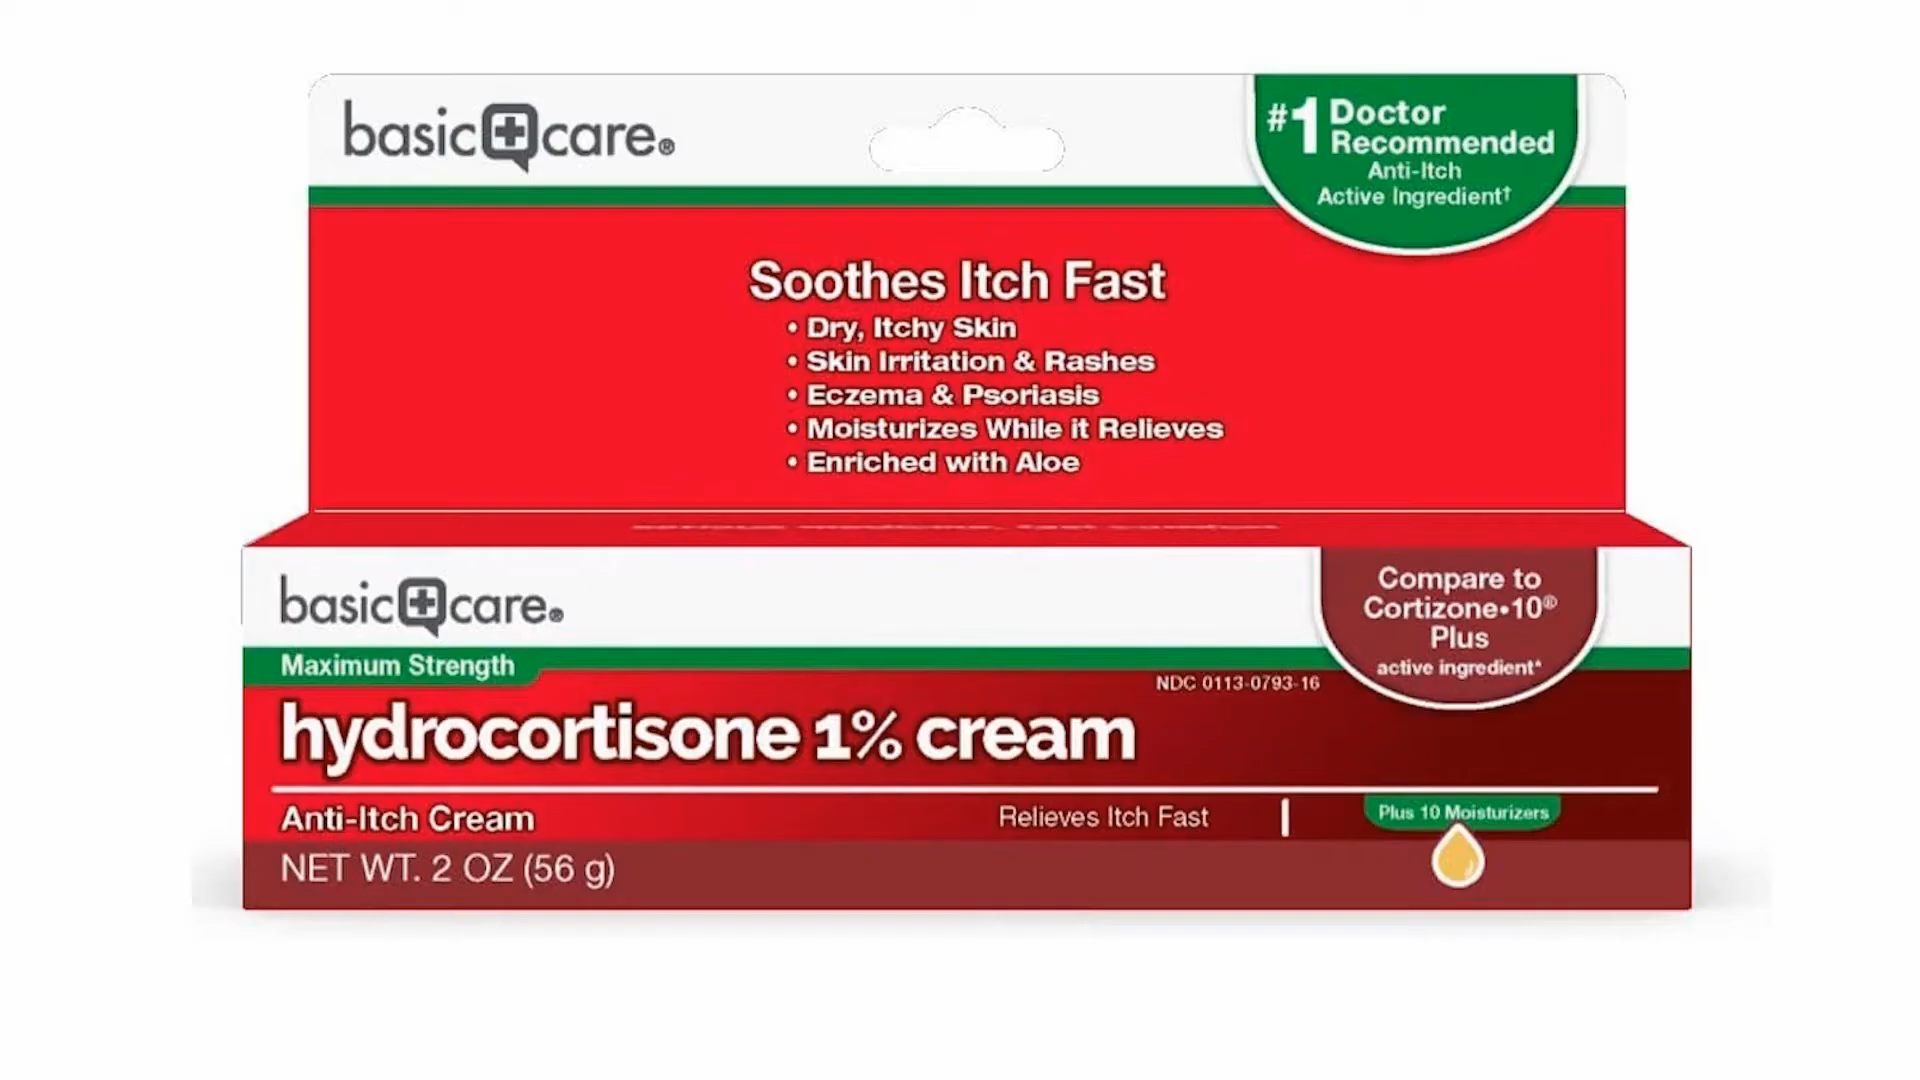 basic care®
#1 Doctor
Recommended
Anti-Itch
Active Ingredient†
Soothes Itch Fast
• Dry, Itchy Skin
• Skin Irritation & Rashes
• Eczema & Psoriasis
• Moisturizes While it Relieves
• Enriched with Aloe
basic care®
Compare to
Cortizone•10®
Plus
active ingredient*
Maximum Strength
NDC 0113-0793-16
hydrocortisone 1% cream
Anti-Itch Cream
Relieves Itch Fast
Plus 10 Moisturizers
NET WT. 2 OZ (56 g)